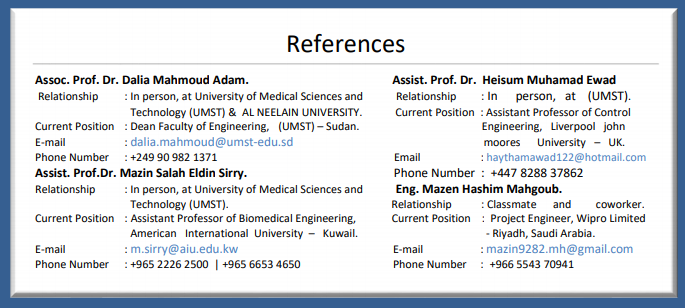 References
Assoc. Prof. Dr. Dalia Mahmoud Adam.
Relationship : In person, at University of Medical Sciences and
Technology (UMST) & AL NEELAIN UNIVERSITY.
Current Position : Dean Faculty of Engineering, (UMST) – Sudan.
E-mail : dalia.mahmoud@umst-edu.sd
Phone Number : +249 90 982 1371
Assist. Prof.Dr. Mazin Salah Eldin Sirry.
Relationship : In person, at University of Medical Sciences and
Technology (UMST).
Current Position : Assistant Professor of Biomedical Engineering,
American International University – Kuwail.
E-mail : m.sirry@aiu.edu.kw
Phone Number : +965 2226 2500 | +965 6653 4650
Assist. Prof. Dr. Heisum Muhamad Ewad
Relationship : In person, at (UMST).
Current Position : Assistant Professor of Control
Engineering, Liverpool john
moores University – UK.
Email : haythamawad122@hotmail.com
Phone Number : +447 8288 37862
Eng. Mazen Hashim Mahgoub.
Relationship : Classmate and coworker.
Current Position : Project Engineer, Wipro Limited
- Riyadh, Saudi Arabia.
E-mail : mazin9282.mh@gmail.com
Phone Number : +966 5543 70941